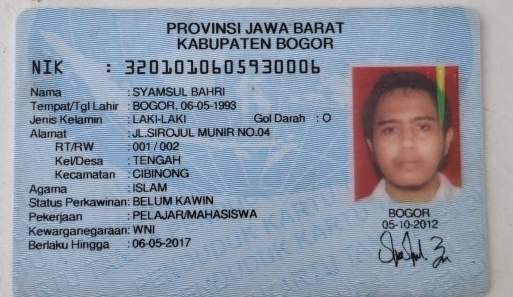 PROVINSI JAWA BARAT
KABUPATEN BOGOR
NIK : 3201010605930006
Nama : SYAMSUL BAHRI
Tempat/Tgl Lahir : BOGOR, 06-05-1993
Jenis Kelamin : LAKI-LAKI Gol Darah : O
Alamat : JL.SIROJUL MUNIR NO.04
RT/RW : 001 / 002
Kel/Desa : TENGAH
Kecamatan : CIBINONG
Agama : ISLAM
Status Perkawinan: BELUM KAWIN
Pekerjaan : PELAJAR/MAHASISWA
Kewarganegaraan: WNI
Berlaku Hingga : 06-05-2017
BOGOR
05-10-2012